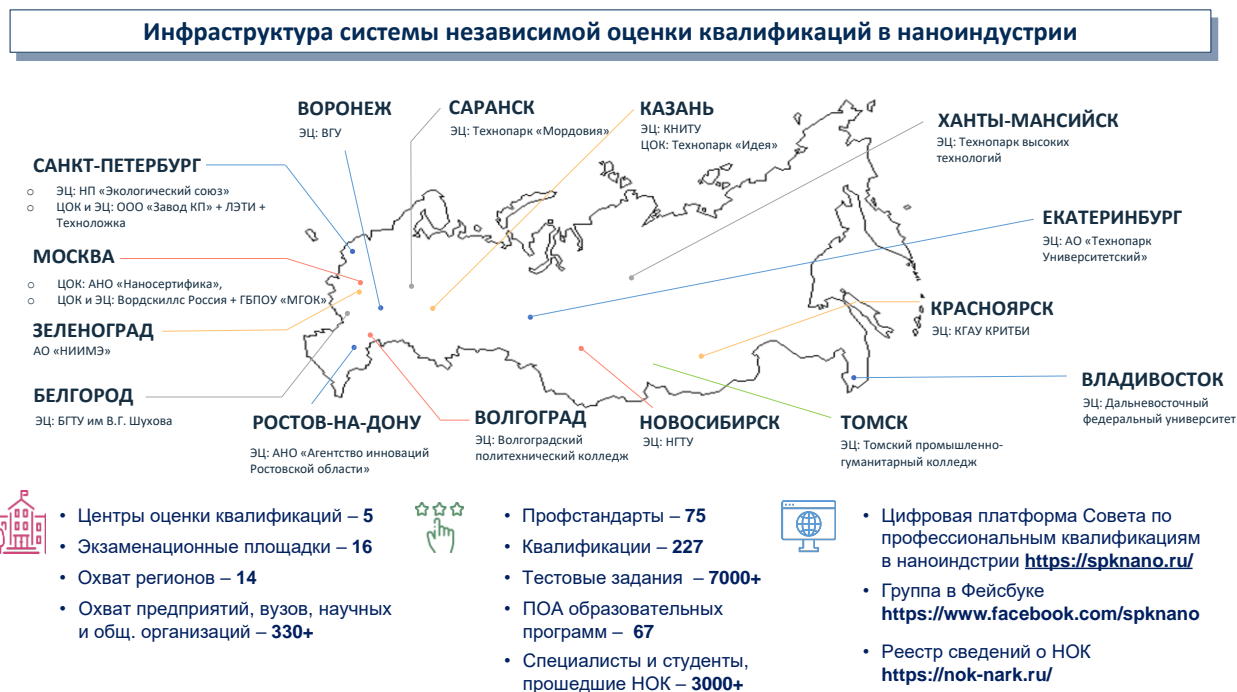 Инфраструктура системы независимой оценки квалификаций в наноиндустрии
ВОРОНЕЖ
ЭЦ: ВГУ
САРАНСК
ЭЦ: Технопарк «Мордовия»
КАЗАНЬ
ЭЦ: КНИТУ
ЦОК: Технопарк «Идея»
ХАНТЫ-МАНСИЙСК
ЭЦ: Технопарк высоких
технологий
САНКТ-ПЕТЕРБУРГ
o ЭЦ: НП «Экологический союз»
o ЦОК и ЭЦ: ООО «Завод КП» + ЛЭТИ +
Техноложка
ЕКАТЕРИНБУРГ
ЭЦ: АО «Технопарк
Университетский»
МОСКВА
o ЦОК: АНО «Наносертифика»,
o ЦОК и ЭЦ: Вордскиллс Россия + ГБПОУ «МГОК»
КРАСНОЯРСК
ЭЦ: КГАУ КРИТБИ
ЗЕЛЕНОГРАД
АО «НИИМЭ»
ВЛАДИВОСТОК
ЭЦ: Дальневосточный
федеральный университет
БЕЛГОРОД
ЭЦ: БГТУ им В.Г. Шухова
РОСТОВ-НА-ДОНУ
ЭЦ: АНО «Агентство инноваций
Ростовской области»
ВОЛГОГРАД
ЭЦ: Волгоградский
политехнический колледж
НОВОСИБИРСК
ЭЦ: НГТУ
ТОМСК
ЭЦ: Томский промышленно-
гуманитарный колледж
• Центры оценки квалификаций – 5
• Экзаменационные площадки – 16
• Охват регионов – 14
• Охват предприятий, вузов, научных
и общ. организаций – 330+
• Профстандарты – 75
• Квалификации – 227
• Тестовые задания – 7000+
• ПОА образовательных
программ – 67
• Специалисты и студенты,
прошедшие НОК – 3000+
• Цифровая платформа Совета по
профессиональным квалификациям
в наноиндстрии https://spknano.ru/
• Группа в Фейсбуке
https://www.facebook.com/spknano
• Реестр сведений о НОК
https://nok-nark.ru/